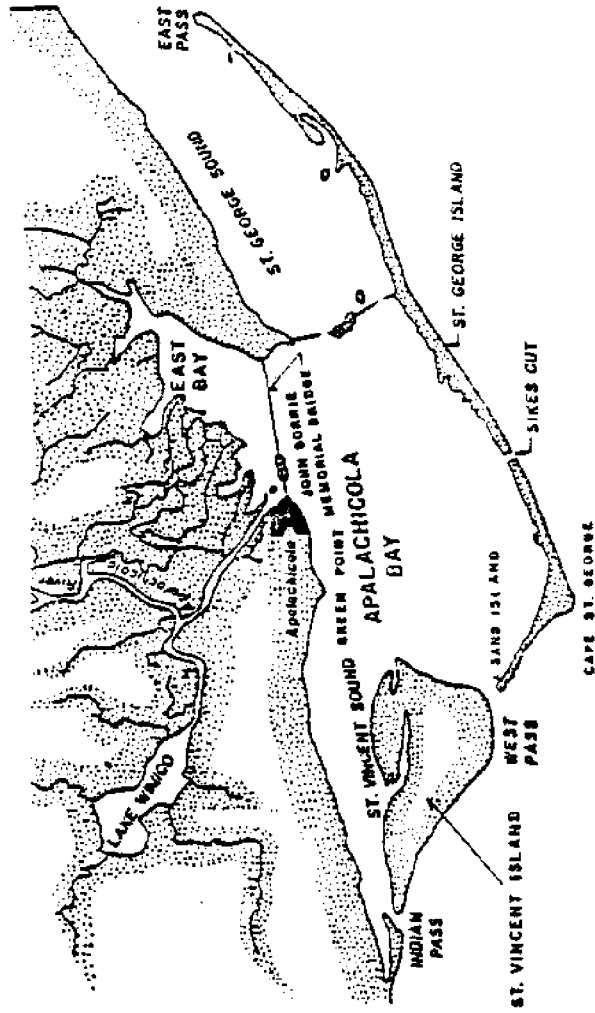 EAST
PASS
ST. GEORGE SOUND
EAST
BAY
ST. GEORGE ISLAND
SIKES CUT
JOHN GORRIE
MEMORIAL BRIDGE
GREEN POINT
APALACHICOLA
BAY
Apalachicola
Apalachicola River
SAND ISLAND
CAPE ST. GEORGE
LAKE WIMICO
ST. VINCENT SOUND
WEST
PASS
INDIAN
PASS
ST. VINCENT ISLAND